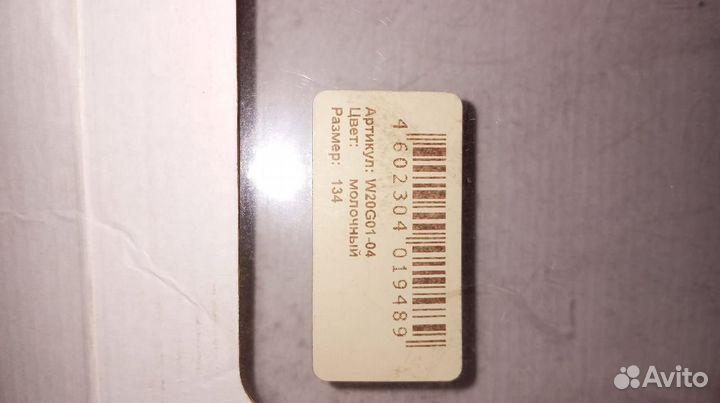 Артикул: W20G01-04
Цвет: молочный
Размер: 134
4 602304 019489
Avito